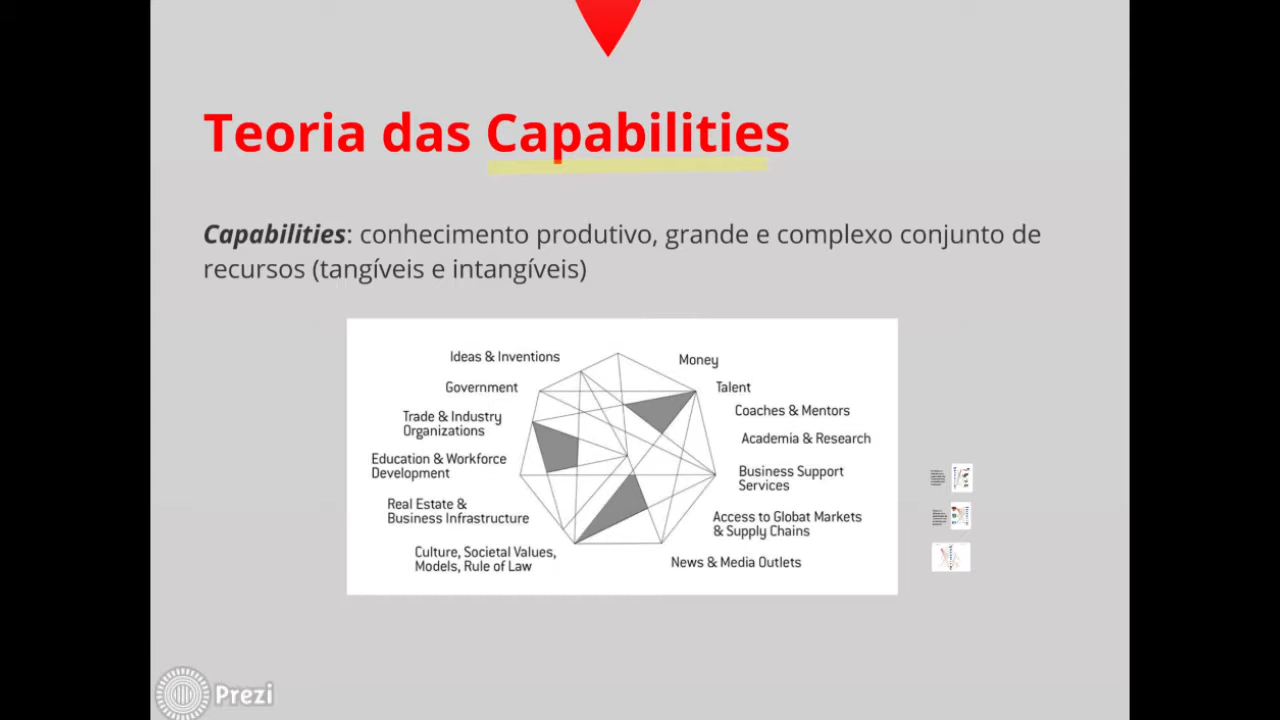 Teoria das Capabilities
Capabilities: conhecimento produtivo, grande e complexo conjunto de
recursos (tangíveis e intangíveis)
Ideas & Inventions
Government
Trade & Industry
Organizations
Education & Workforce
Development
Real Estate &
Business Infrastructure
Culture, Societal Values,
Models, Rule of Law
Money
Talent
Coaches & Mentors
Academia & Research
Business Support
Services
Access to Globat Markets
& Supply Chains
News & Media Outlets
Prezi